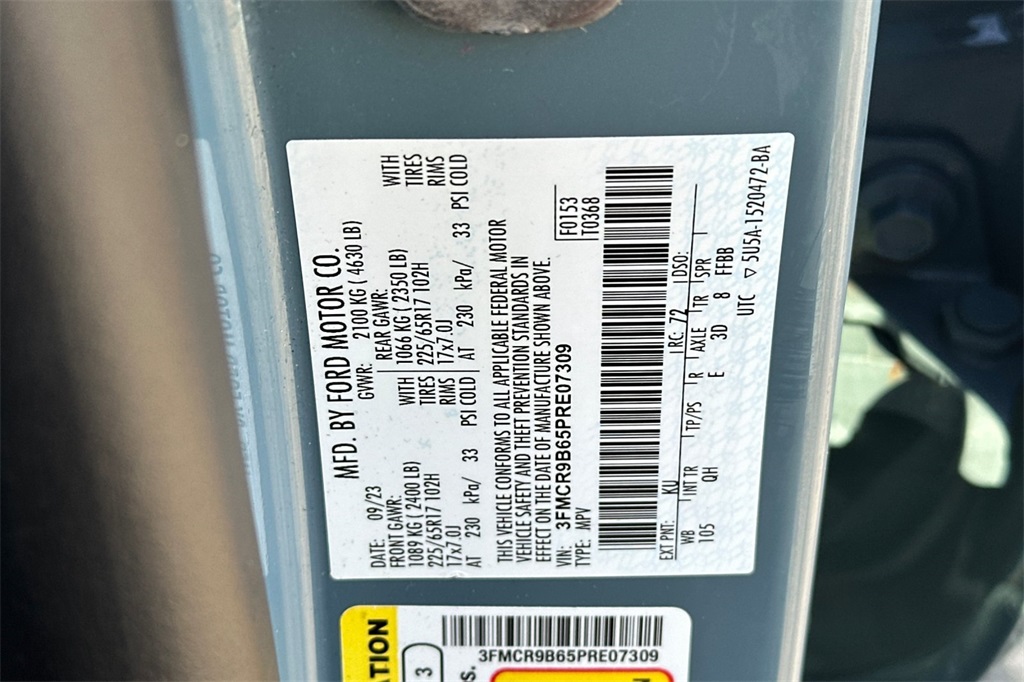 MFD. BY FORD MOTOR CO.
DATE: 09/23 GVWR: 2100 KG ( 4630 LB)
FRONT GAWR: REAR GAWR:
1089 KG ( 2400 LB) WITH 1066 KG ( 2350 LB) WITH
225/65R17 102H TIRES 225/65R17 102H TIRES
17x7.0J RIMS 17x7.0J RIMS
AT 230 kPa/ 33 PSI COLD AT 230 kPa/ 33 PSI COLD
THIS VEHICLE CONFORMS TO ALL APPLICABLE FEDERAL MOTOR
VEHICLE SAFETY AND THEFT PREVENTION STANDARDS IN
EFFECT ON THE DATE OF MANUFACTURE SHOWN ABOVE.
VIN: 3FMCR9B65PRE07309 F0153
TYPE: MPV T0368
EXT PNT: KU RC: 72 DSO:
WB INT TR TP/PS R AXLE TR SPR
105 QH E 3D 8 FFBB
UTC ▽ 5U5A-1520472-BA
3FMCR9B65PRE07309
3